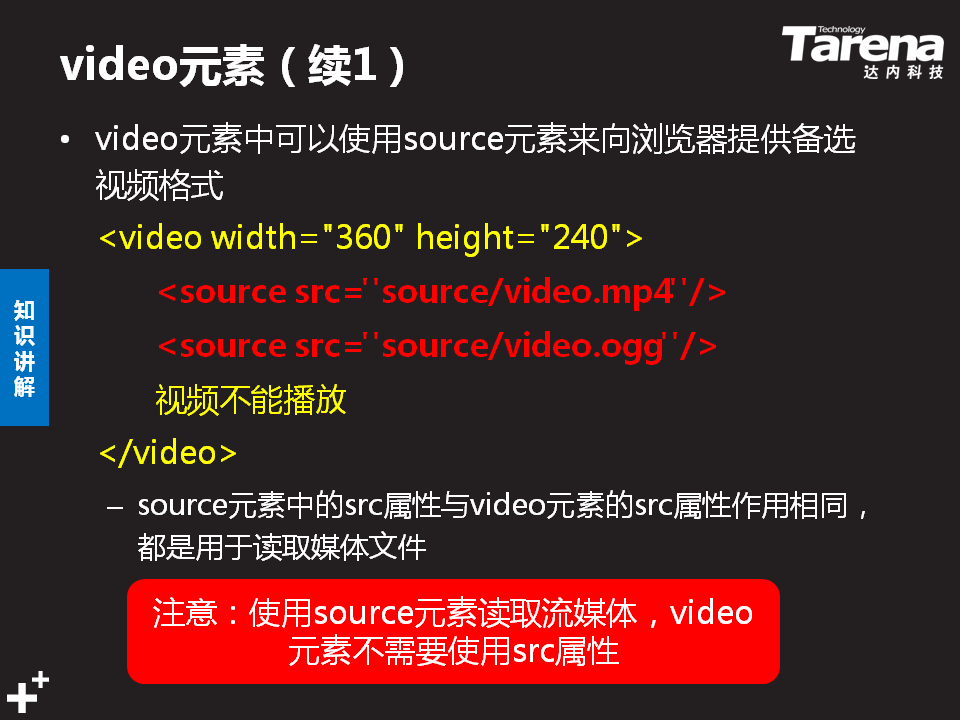 video元素（续1）
Technology
Tarena
达内科技
• video元素中可以使用source元素来向浏览器提供备选
视频格式
<video width="360" height="240">
<source src=''source/video.mp4''/>
<source src=''source/video.ogg''/>
视频不能播放
</video>
– source元素中的src属性与video元素的src属性作用相同，
都是用于读取媒体文件
知
识
讲
解
注意：使用source元素读取流媒体，video
元素不需要使用src属性